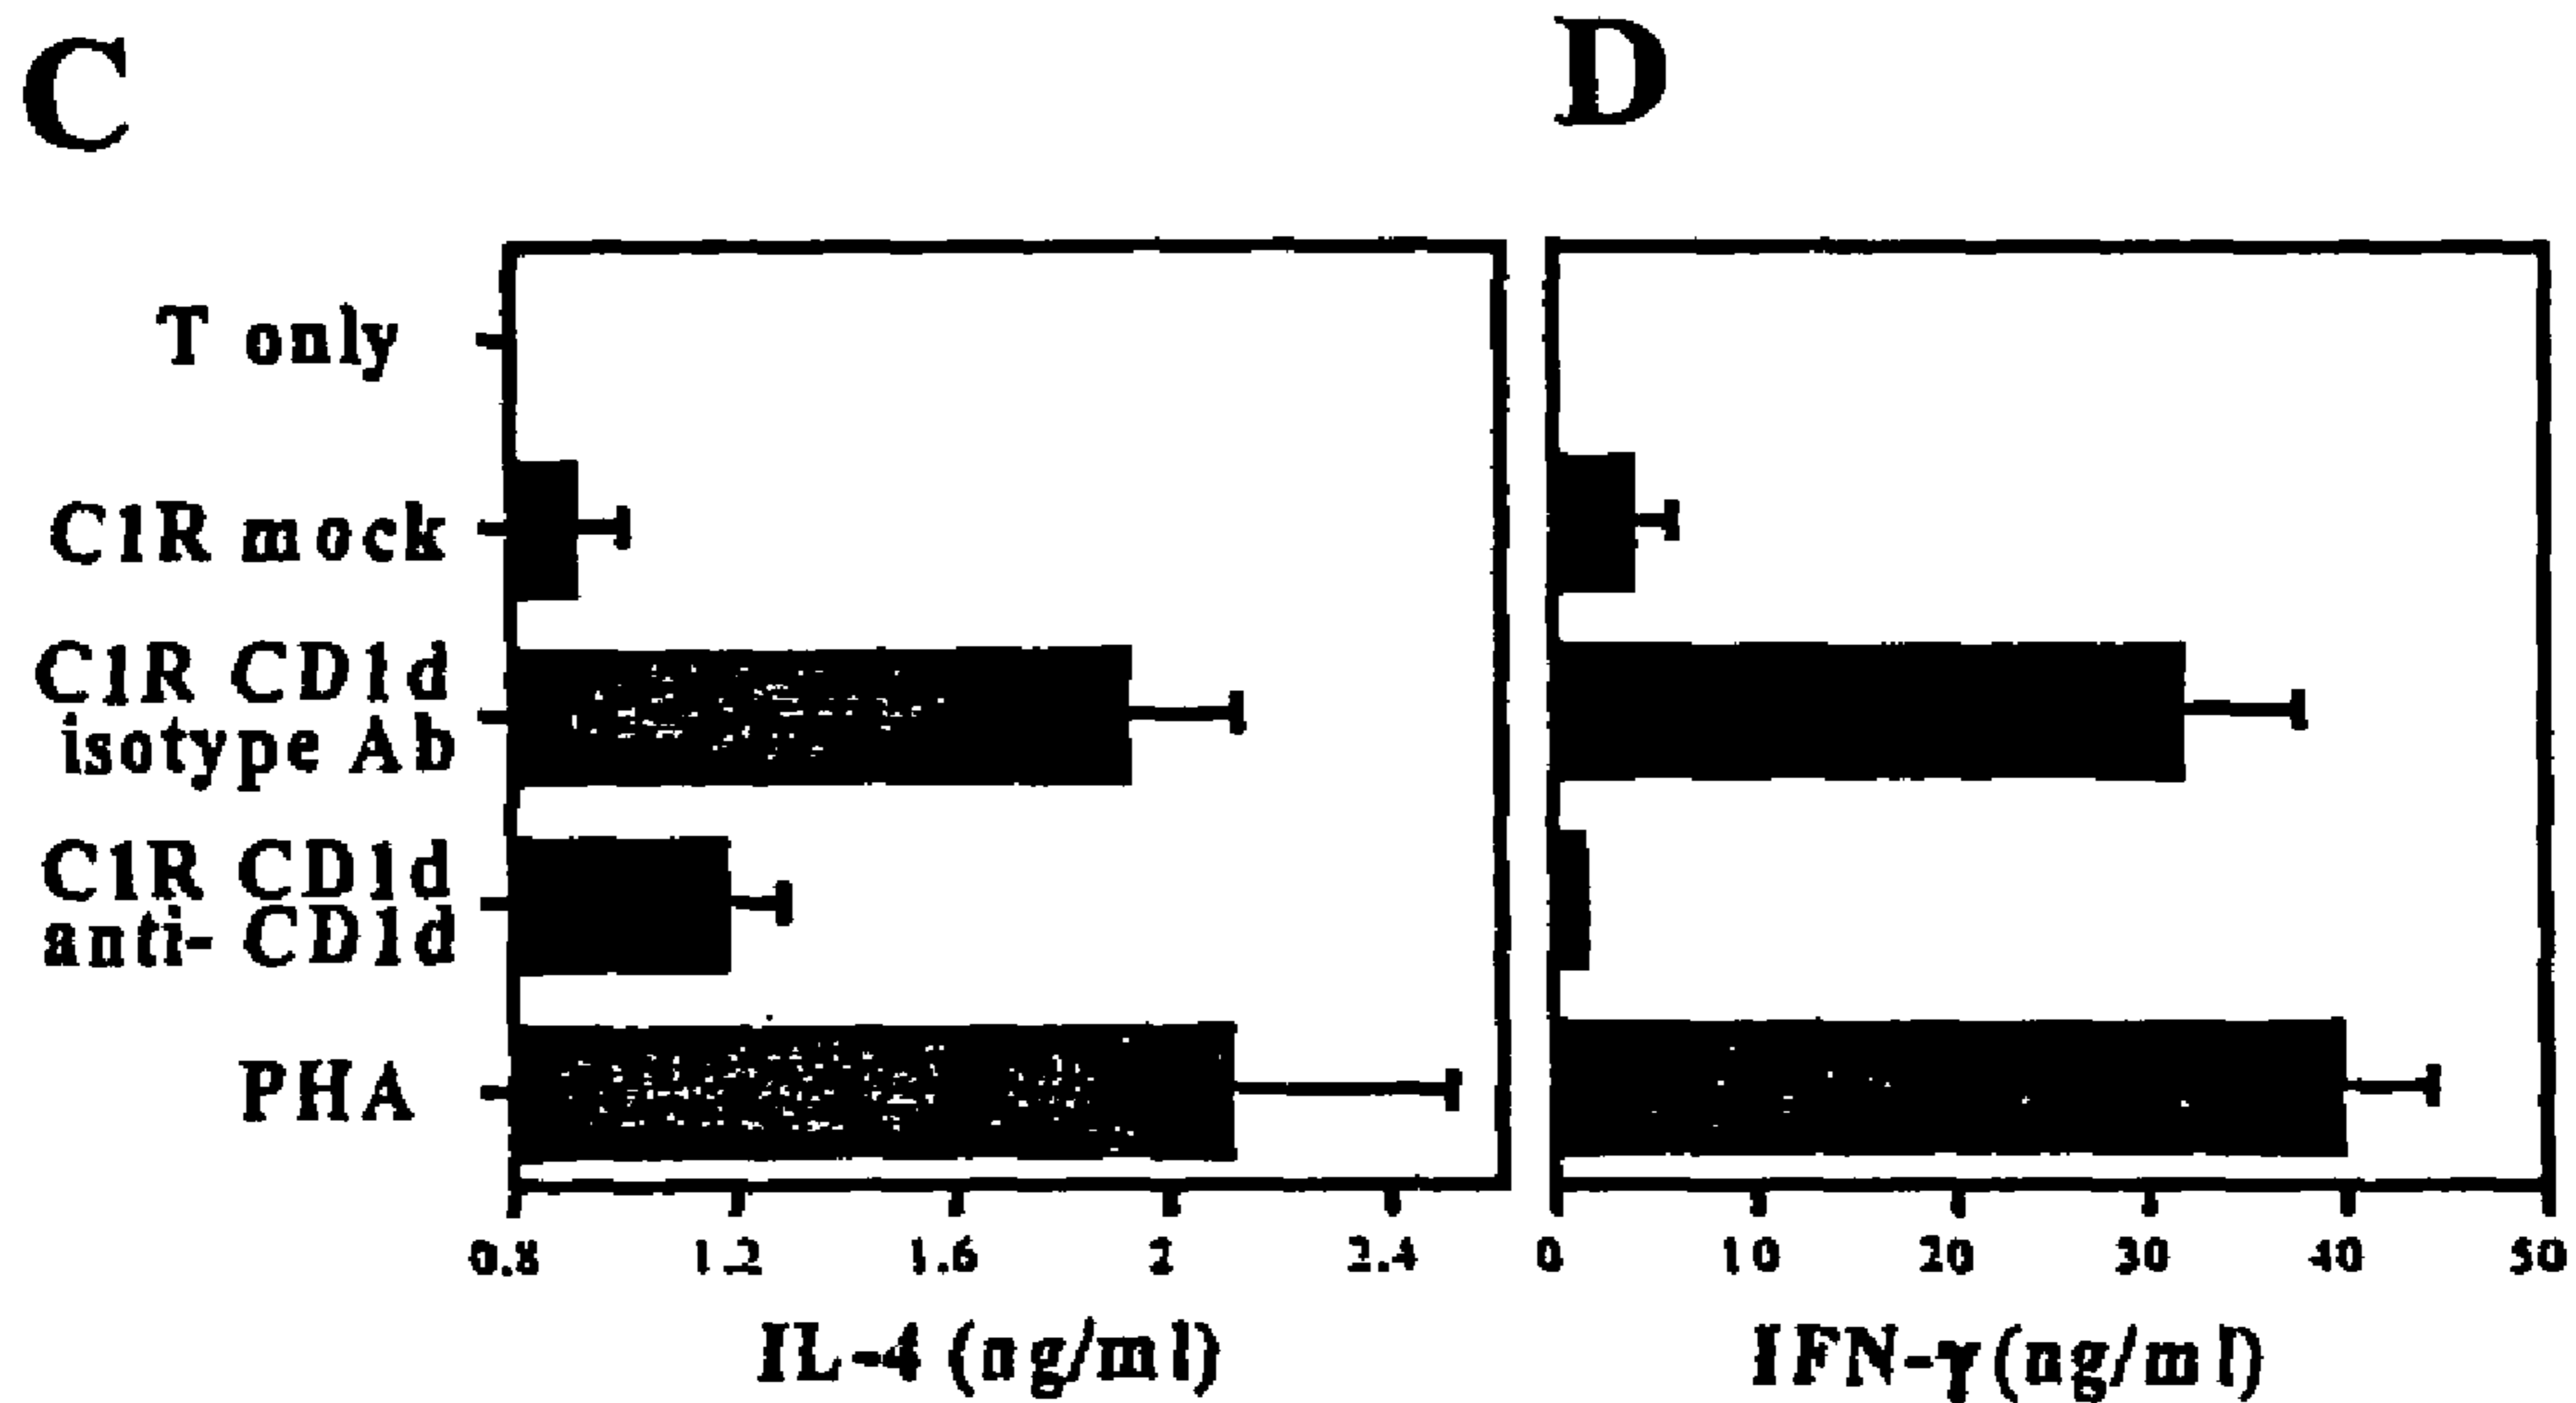 C
D
T only
C1R mock
C1R CD1d
isotype Ab
C1R CD1d
anti- CD1d
PHA
0.8 1.2 1.6 2 2.4
0 10 20 30 40 50
IL-4 (ng/ml)
IFN-γ (ng/ml)